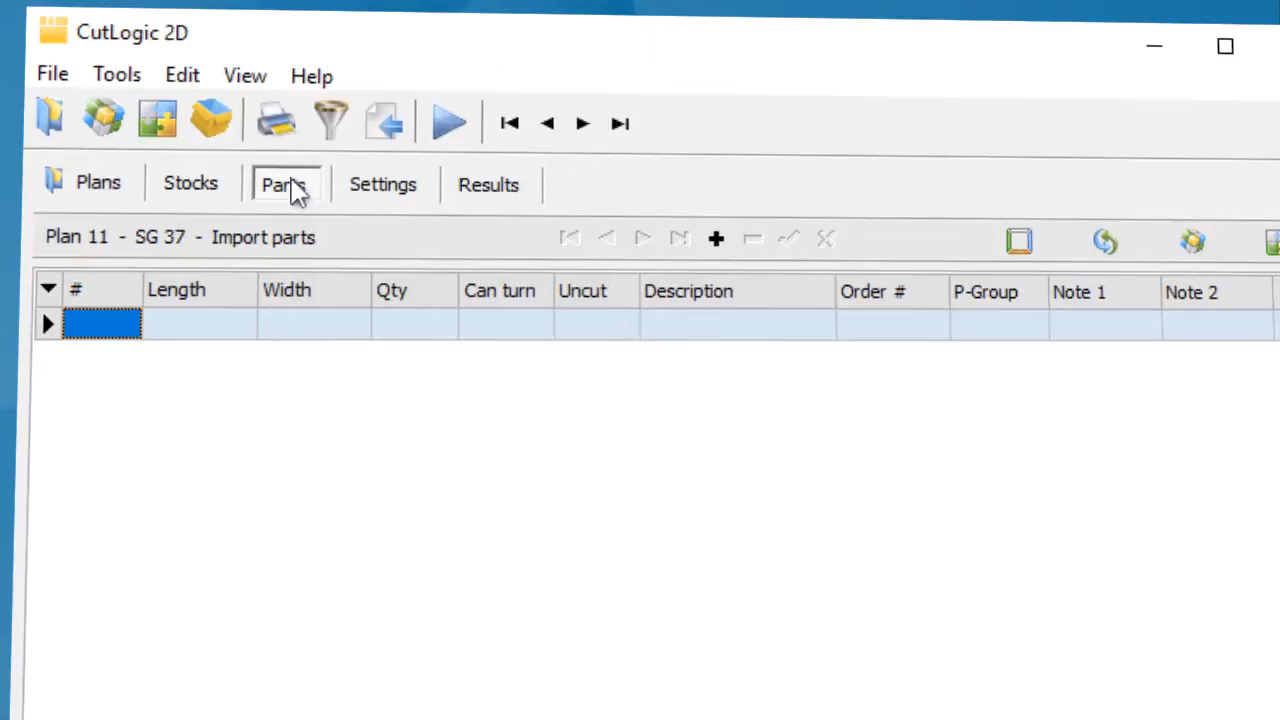 CutLogic 2D
File Tools Edit View Help
Plans Stocks Parts Settings Results
Plan 11 - SG 37 - Import parts
# Length Width Qty Can turn Uncut Description Order # P-Group Note 1 Note 2